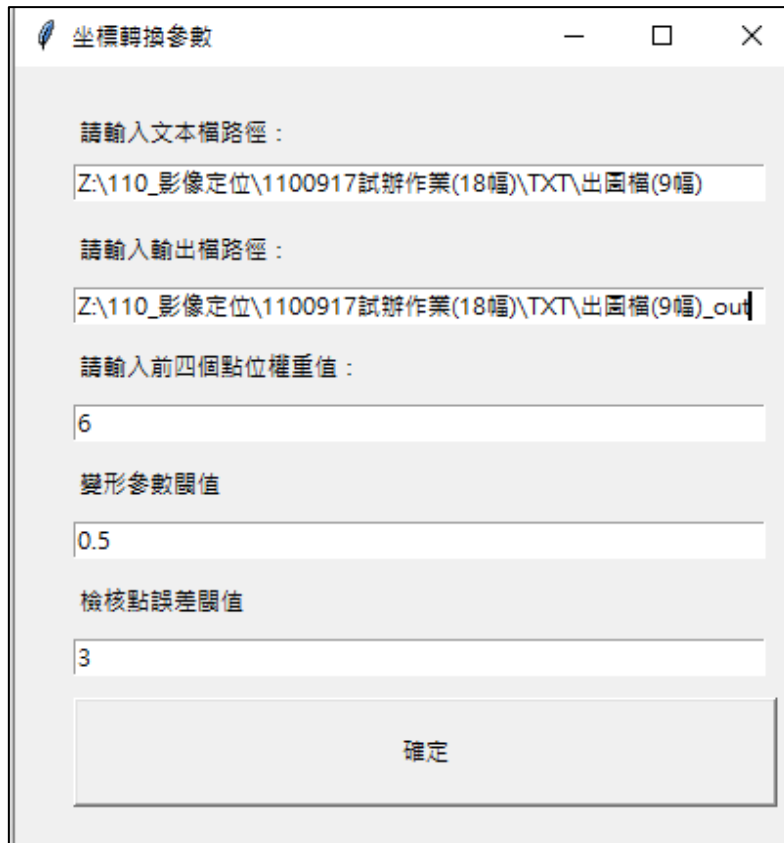 坐標轉換參數
請輸入文本檔路徑：
Z:\110_影像定位\1100917試辦作業(18幅)\TXT\出圖檔(9幅)
請輸入輸出檔路徑：
Z:\110_影像定位\1100917試辦作業(18幅)\TXT\出圖檔(9幅)_out
請輸入前四個點位權重值：
6
變形參數閾值
0.5
檢核點誤差閾值
3
確定